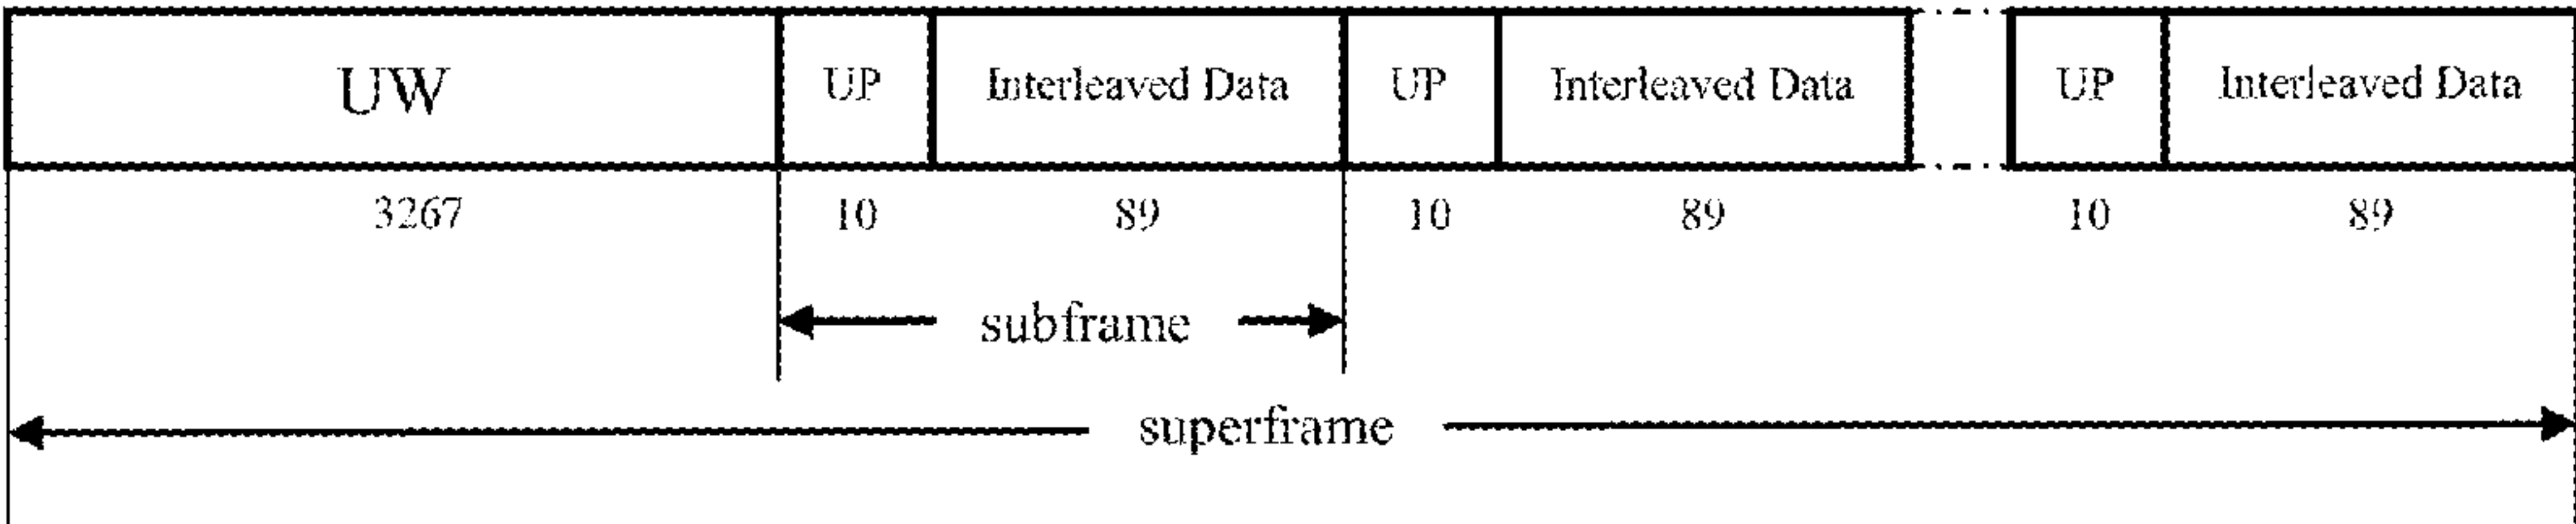 UW UP Interleaved Data UP Interleaved Data UP Interleaved Data
3267 10 89 10 89 10 89
subframe
superframe